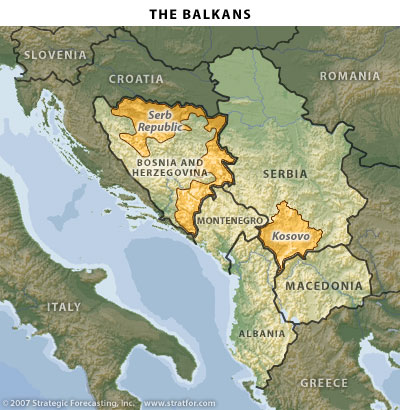 THE BALKANS
SLOVENIA
CROATIA
ROMANIA
Serb
Republic
BOSNIA AND
HERZEGOVINA
SERBIA
MONTENEGRO
Kosovo
ITALY
MACEDONIA
ALBANIA
GREECE
© 2007 Strategic Forecasting, Inc. www.stratfor.com